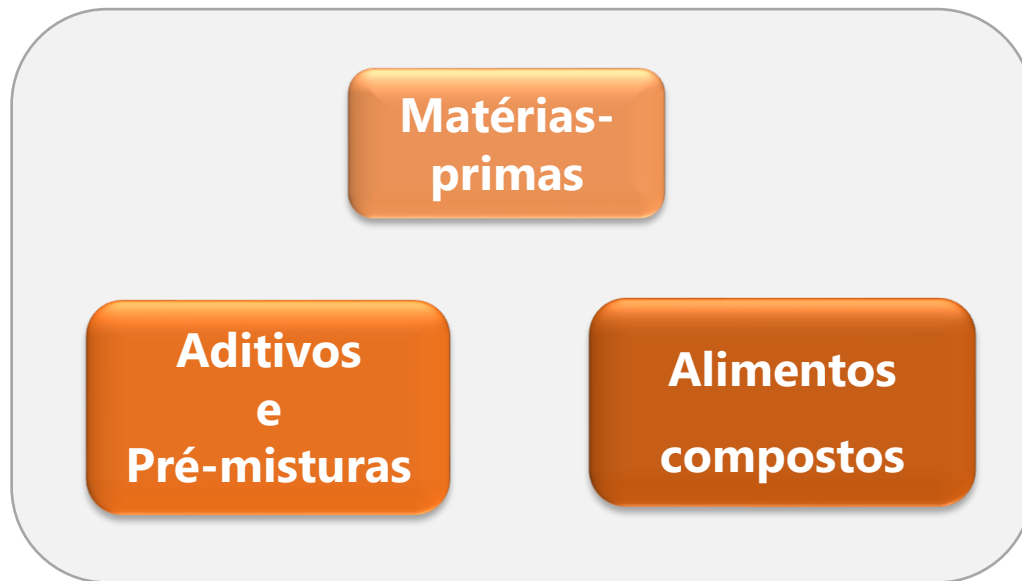 Matérias-
primas
Aditivos
e
Pré-misturas
Alimentos
compostos